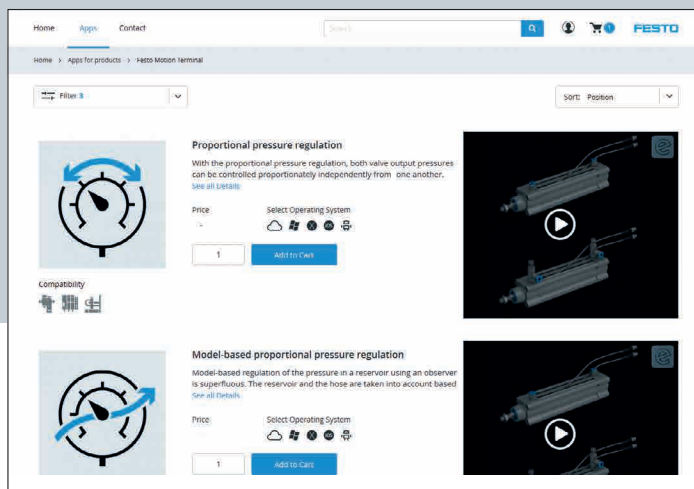 Home Apps Contact
Search
1
FESTO
Home > Apps for products > Festo Motion Terminal
Filter 3
Sort: Position
Proportional pressure regulation
With the proportional pressure regulation, both valve output pressures
can be controlled proportionately independently from one another.
See all Details
Price Select Operating System
-
1 Add to Cart
Compatibility
Model-based proportional pressure regulation
Model-based regulation of the pressure in a reservoir using an observer
is superfluous. The reservoir and the hose are taken into account based
See all Details
Price Select Operating System
1 Add to Cart